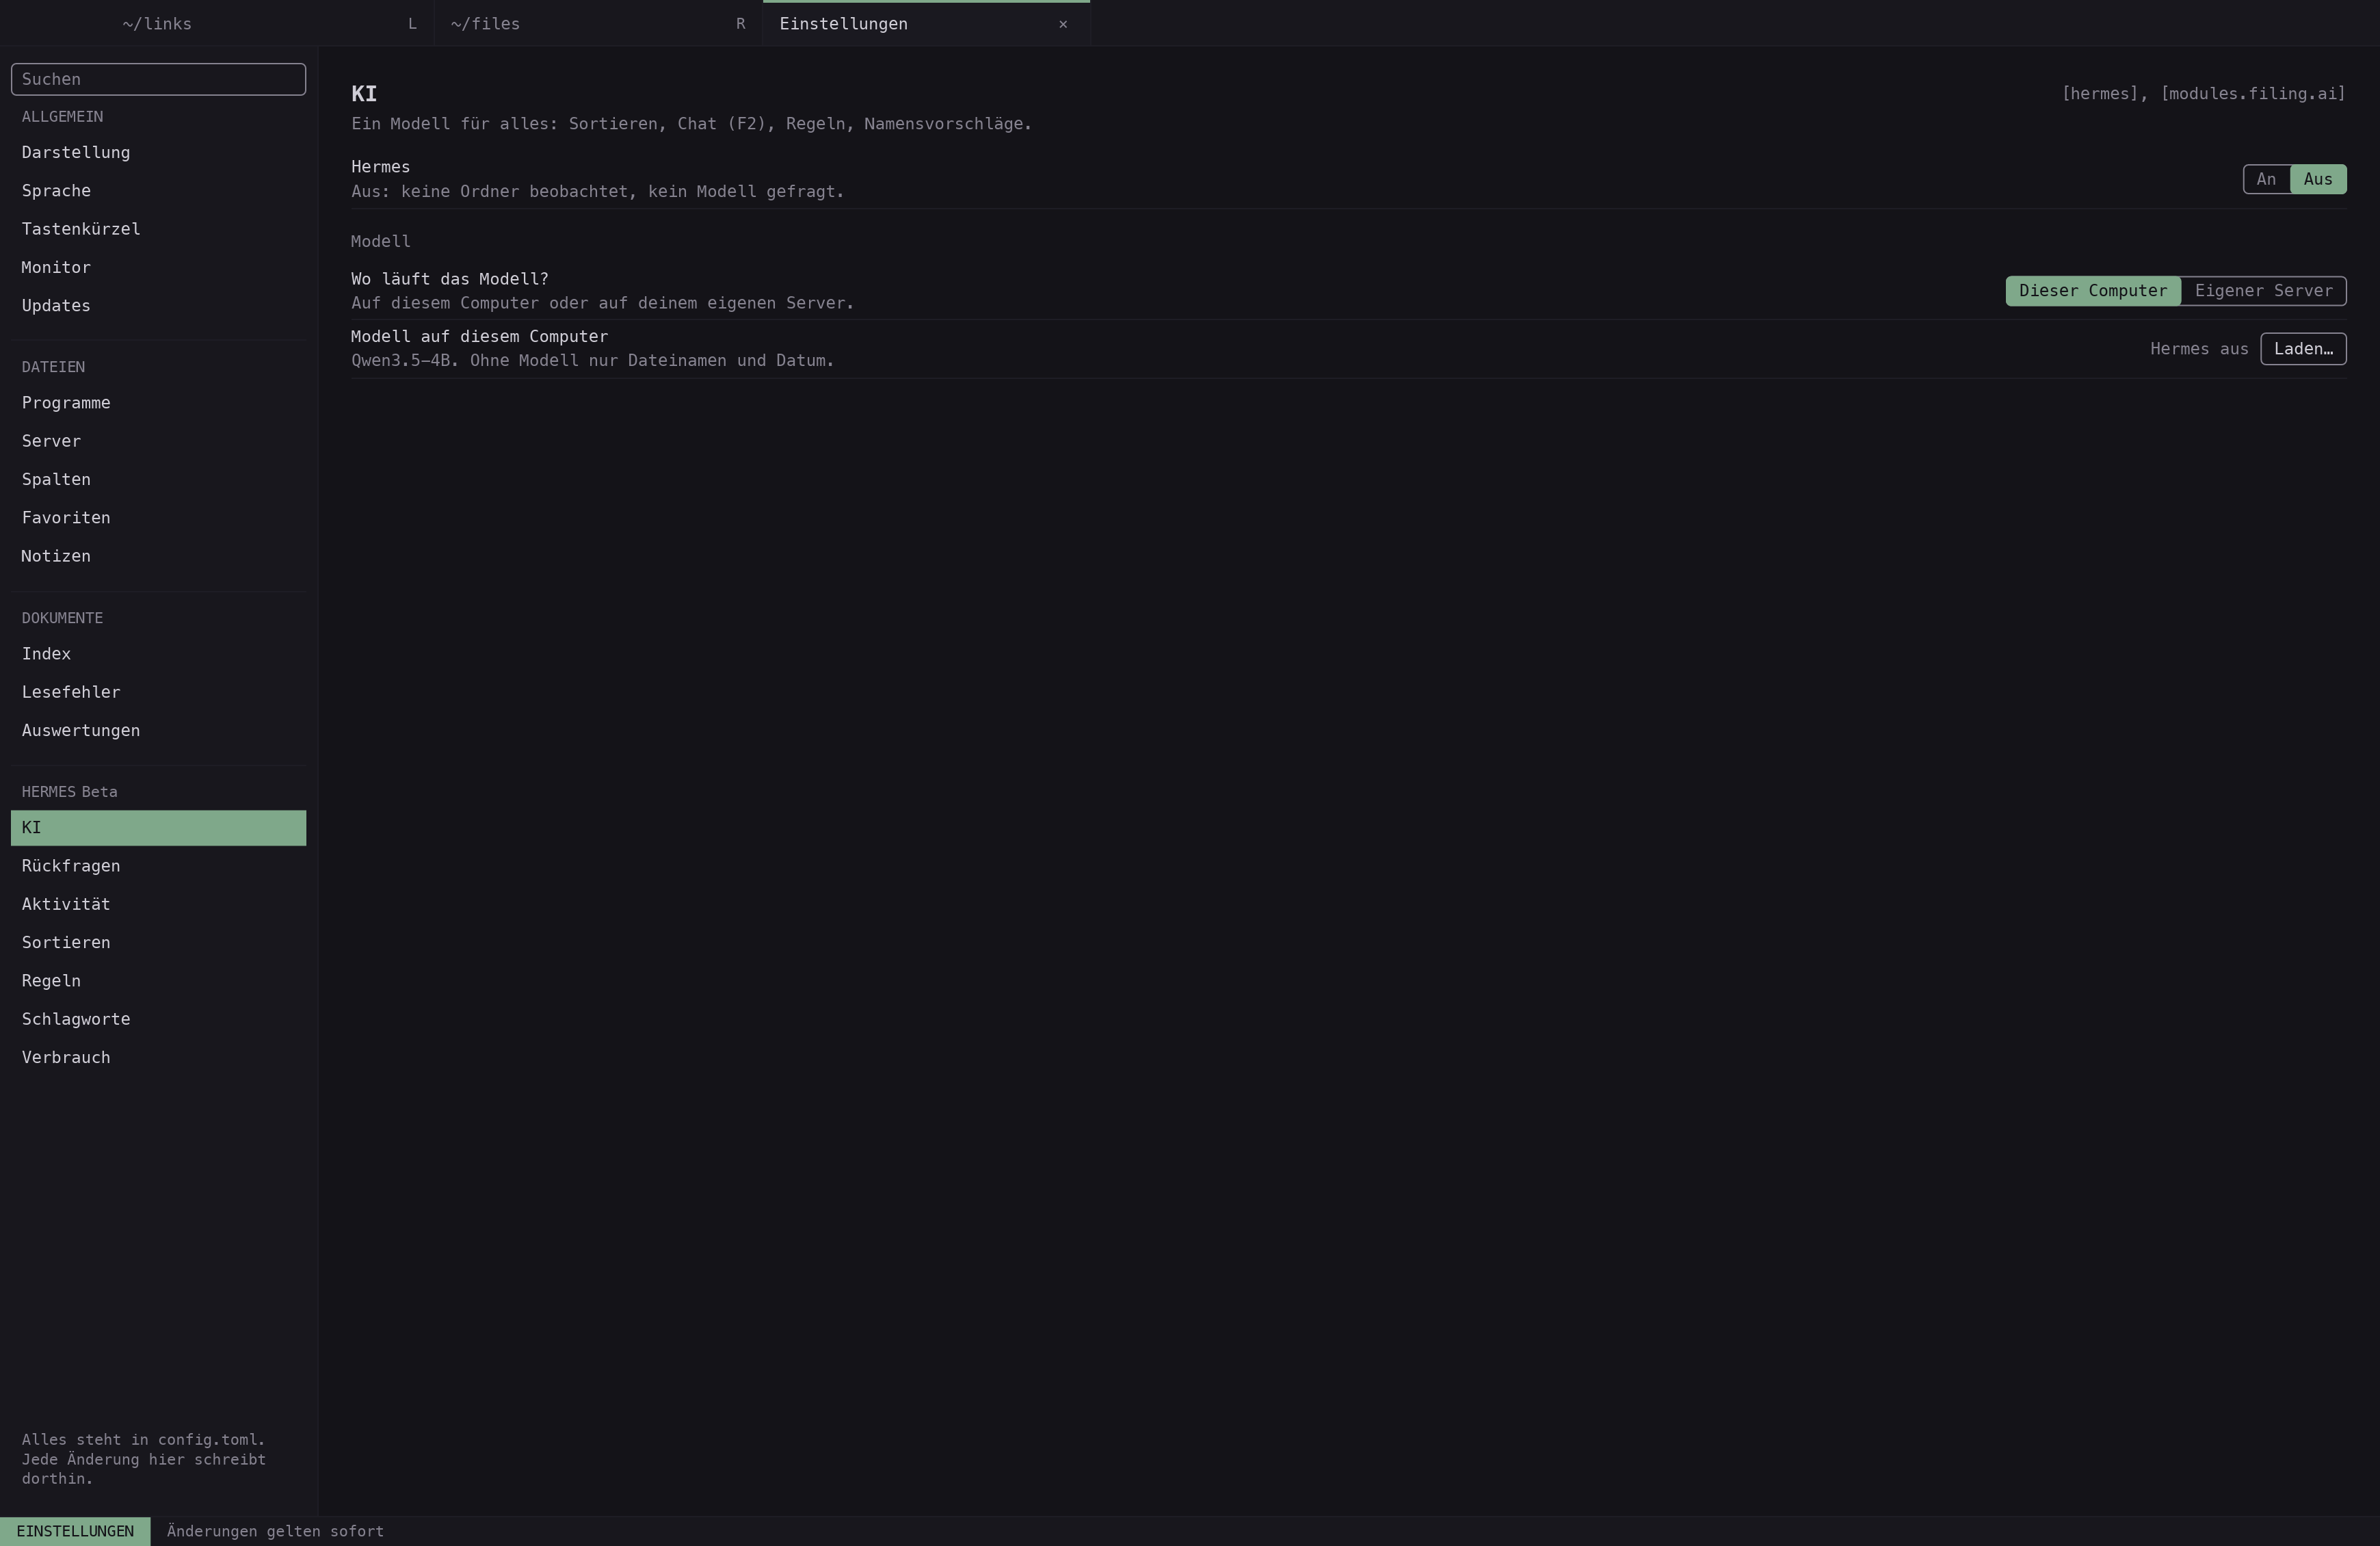 ~/links L ~/files R Einstellungen ×
Suchen
ALLGEMEIN
Darstellung
Sprache
Tastenkürzel
Monitor
Updates
DATEIEN
Programme
Server
Spalten
Favoriten
Notizen
DOKUMENTE
Index
Lesefehler
Auswertungen
HERMES Beta
KI
Rückfragen
Aktivität
Sortieren
Regeln
Schlagworte
Verbrauch
Alles steht in config.toml.
Jede Änderung hier schreibt
dorthin.
KI [hermes], [modules.filing.ai]
Ein Modell für alles: Sortieren, Chat (F2), Regeln, Namensvorschläge.
Hermes
Aus: keine Ordner beobachtet, kein Modell gefragt.
An Aus
Modell
Wo läuft das Modell?
Auf diesem Computer oder auf deinem eigenen Server.
Dieser Computer Eigener Server
Modell auf diesem Computer
Qwen3.5–4B. Ohne Modell nur Dateinamen und Datum.
Hermes aus Laden…
EINSTELLUNGEN Änderungen gelten sofort